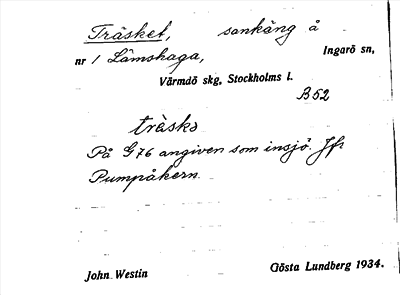 Träsket, sankäng å
nr 1 Lämshaga, Ingarö sn,
Värmdö skg, Stockholms l.
B52
träskə
På G76 angiven som insjö. Jfr
Pumpåkern.
John Westin Gösta Lundberg 1934.